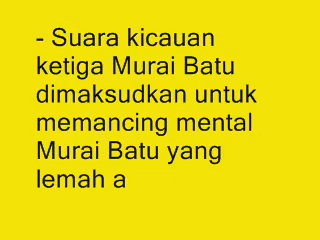 - Suara kicauan
ketiga Murai Batu
dimaksudkan untuk
memancing mental
Murai Batu yang
lemah a